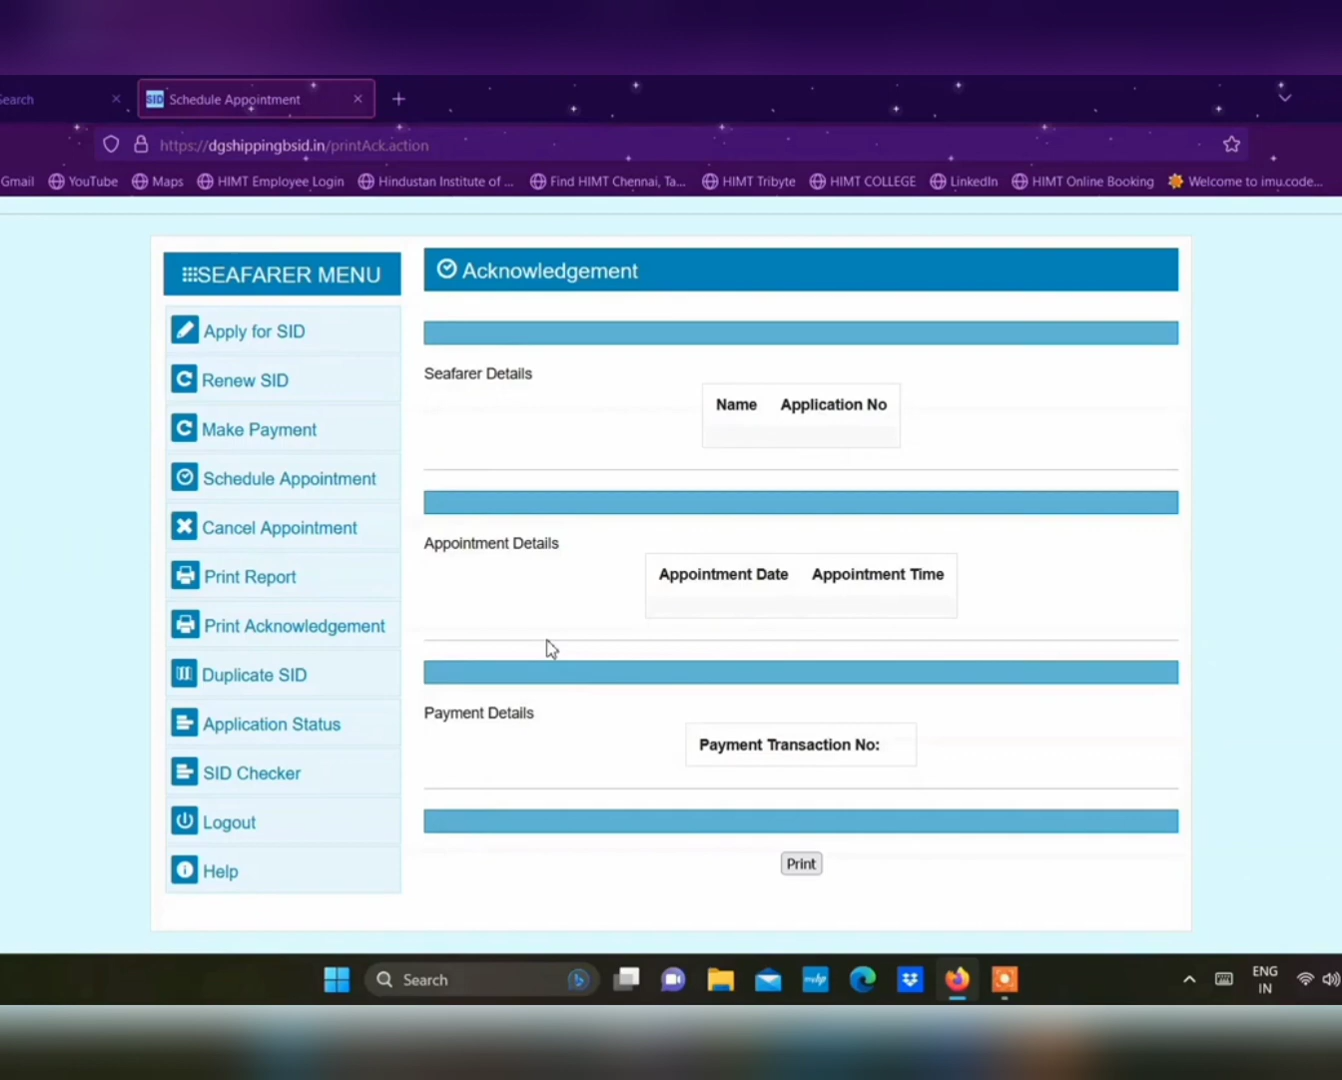 Search
SID Schedule Appointment
https://dgshippingbsid.in/printAck.action
Gmail YouTube Maps HIMT Employee Login Hindustan Institute of ... Find HIMT Chennai, Ta... HIMT Tribyte HIMT COLLEGE LinkedIn HIMT Online Booking Welcome to imu.code...
SEAFARER MENU
Apply for SID
Renew SID
Make Payment
Schedule Appointment
Cancel Appointment
Print Report
Print Acknowledgement
Duplicate SID
Application Status
SID Checker
Logout
Help
Acknowledgement
Seafarer Details
Name Application No
Appointment Details
Appointment Date Appointment Time
Payment Details
Payment Transaction No:
Print
Search
myhp
ENG
IN